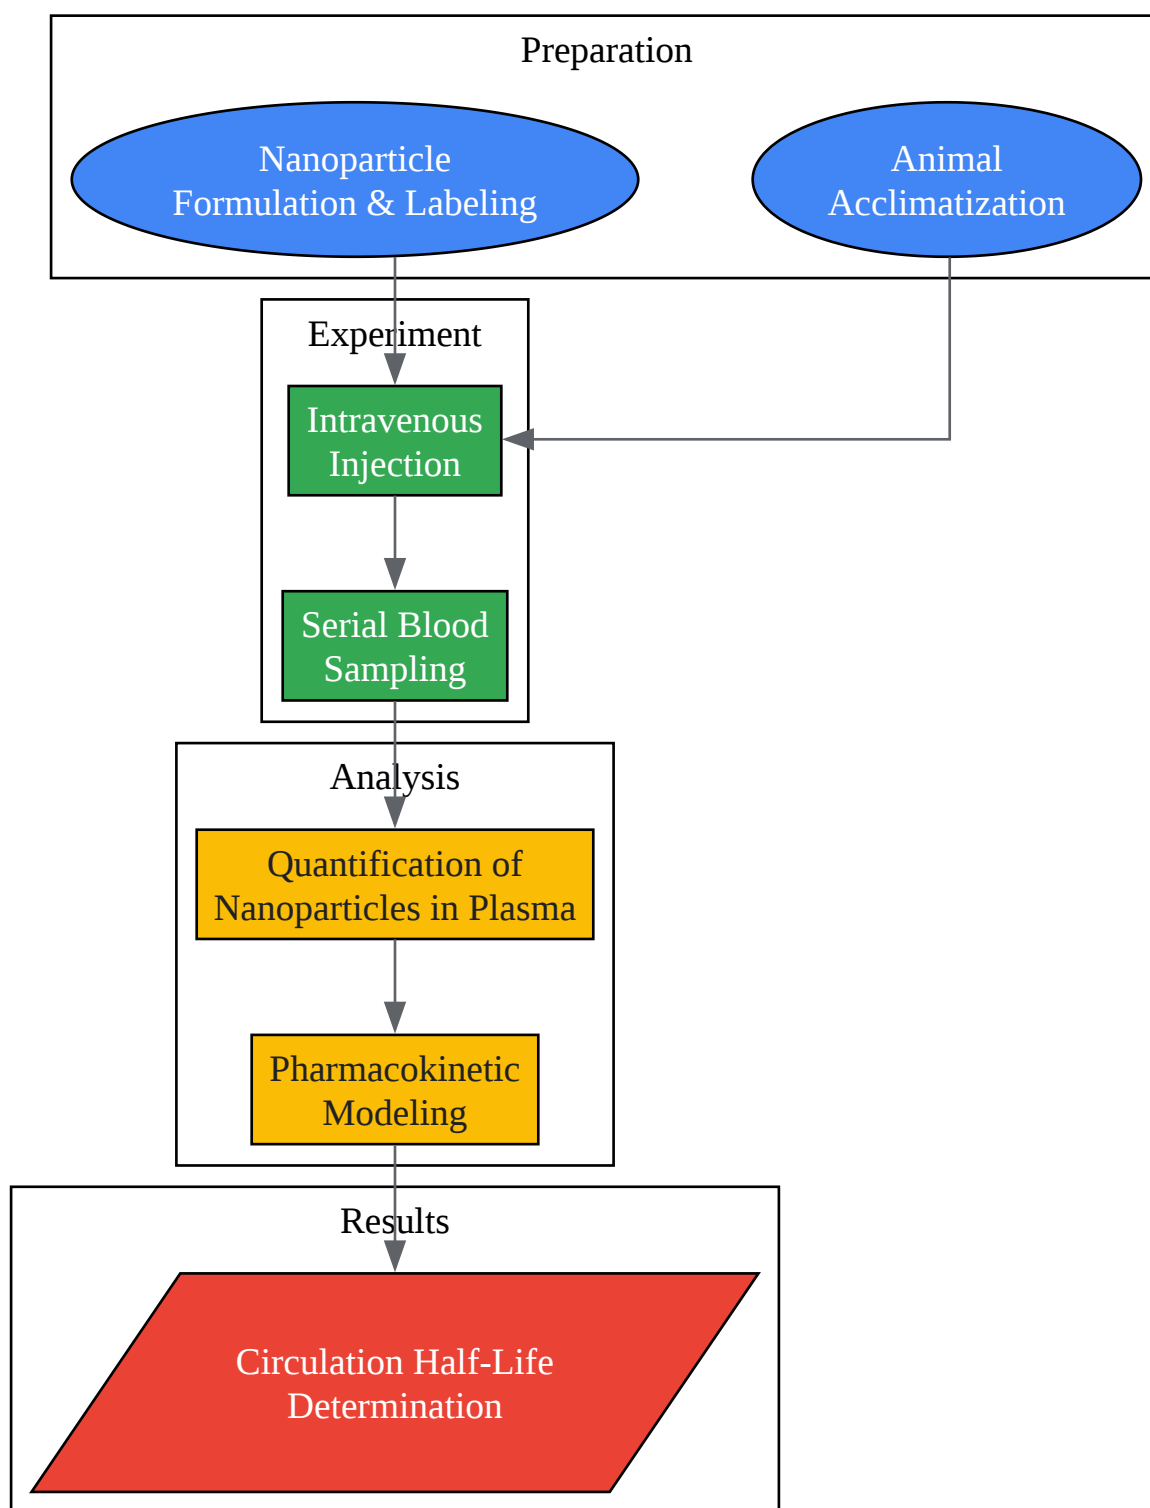 Preparation
Nanoparticle
Formulation & Labeling
Animal
Acclimatization
Experiment
Intravenous
Injection
Serial Blood
Sampling
Analysis
Quantification of
Nanoparticles in Plasma
Pharmacokinetic
Modeling
Results
Circulation Half-Life
Determination